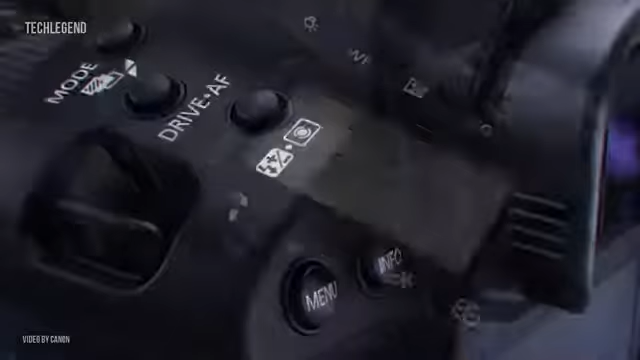 TECHLEGEND
MODE
DRIVE•AF
MENU
INFO
VIDEO BY CANON